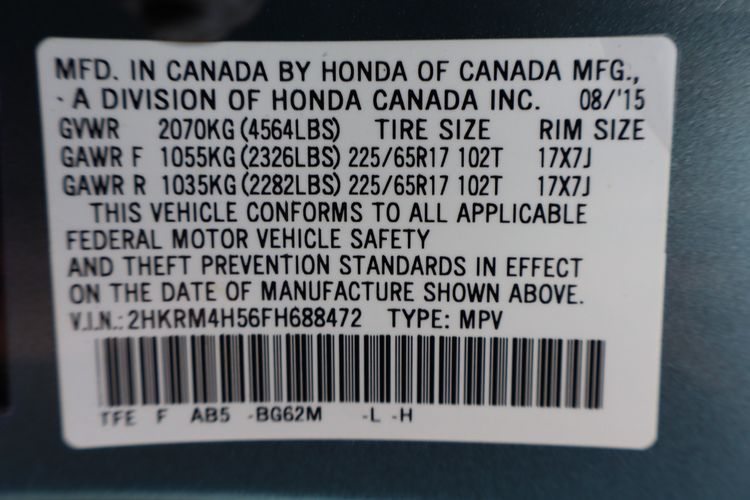 MFD. IN CANADA BY HONDA OF CANADA MFG.,
- A DIVISION OF HONDA CANADA INC. 08/'15
GVWR 2070KG (4564LBS) TIRE SIZE RIM SIZE
GAWR F 1055KG (2326LBS) 225/65R17 102T 17X7J
GAWR R 1035KG (2282LBS) 225/65R17 102T 17X7J
THIS VEHICLE CONFORMS TO ALL APPLICABLE
FEDERAL MOTOR VEHICLE SAFETY
AND THEFT PREVENTION STANDARDS IN EFFECT
ON THE DATE OF MANUFACTURE SHOWN ABOVE.
V.I.N.: 2HKRM4H56FH688472 TYPE: MPV
TFE F AB5 -BG62M -L -H